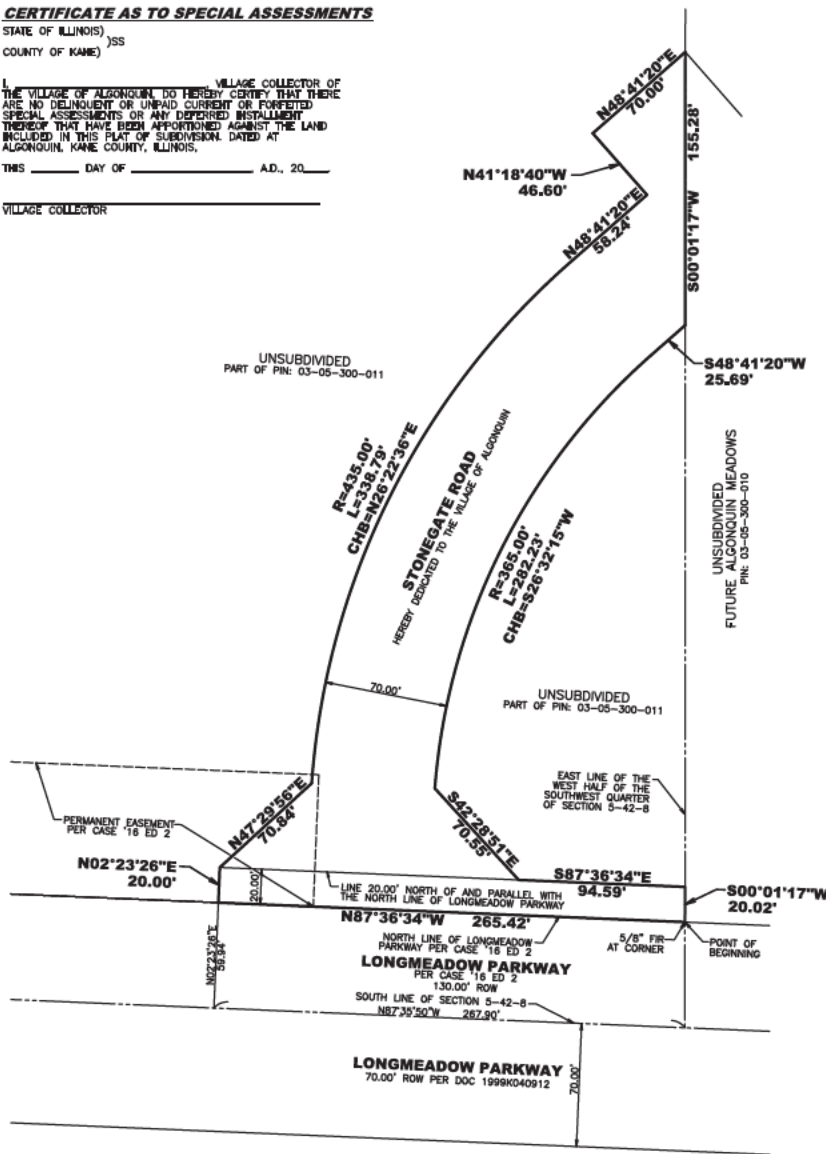 CERTIFICATE AS TO SPECIAL ASSESSMENTS
STATE OF ILLINOIS)
)SS
COUNTY OF KANE)
I, ____________________, VILLAGE COLLECTOR OF
THE VILLAGE OF ALGONQUIN, DO HEREBY CERTIFY THAT THERE
ARE NO DELINQUENT OR UNPAID CURRENT OR FORFEITED
SPECIAL ASSESSMENTS OR ANY DEFERRED INSTALLMENT
THEREOF THAT HAVE BEEN APPORTIONED AGAINST THE LAND
INCLUDED IN THIS PLAT OF SUBDIVISION. DATED AT
ALGONQUIN, KANE COUNTY, ILLINOIS,
THIS ________ DAY OF ______________ A.D., 20___
VILLAGE COLLECTOR
N48°41'20"E
70.00'
155.28'
S00°01'17"W
N41°18'40"W
46.60'
N48°41'20"E
58.24'
S48°41'20"W
25.69'
UNSUBDIVIDED
PART OF PIN: 03-05-300-011
R=435.00'
L=338.79'
CHB=N26°22'36"E
STONEGATE ROAD
HEREBY DEDICATED TO THE VILLAGE OF ALGONQUIN
R=365.00'
L=282.23'
CHB=S26°32'15"W
UNSUBDIVIDED
FUTURE ALGONQUIN MEADOWS
PIN: 03-05-300-010
70.00'
UNSUBDIVIDED
PART OF PIN: 03-05-300-011
EAST LINE OF THE
WEST HALF OF THE
SOUTHWEST QUARTER
OF SECTION 5-42-8
PERMANENT EASEMENT
PER CASE '16 ED 2
N47°29'56"E
70.84'
S42°28'51"E
70.55'
N02°23'26"E
20.00'
20.00'
LINE 20.00' NORTH OF AND PARALLEL WITH
THE NORTH LINE OF LONGMEADOW PARKWAY
S87°36'34"E
94.59'
S00°01'17"W
20.02'
N87°36'34"W 265.42'
NORTH LINE OF LONGMEADOW
PARKWAY PER CASE '16 ED 2
5/8" FIR
AT CORNER
POINT OF
BEGINNING
N02°23'26"E
59.94'
LONGMEADOW PARKWAY
PER CASE '16 ED 2
130.00' ROW
SOUTH LINE OF SECTION 5-42-8
N87°35'50"W 267.90'
LONGMEADOW PARKWAY
70.00' ROW PER DOC 1999K040912
70.00'